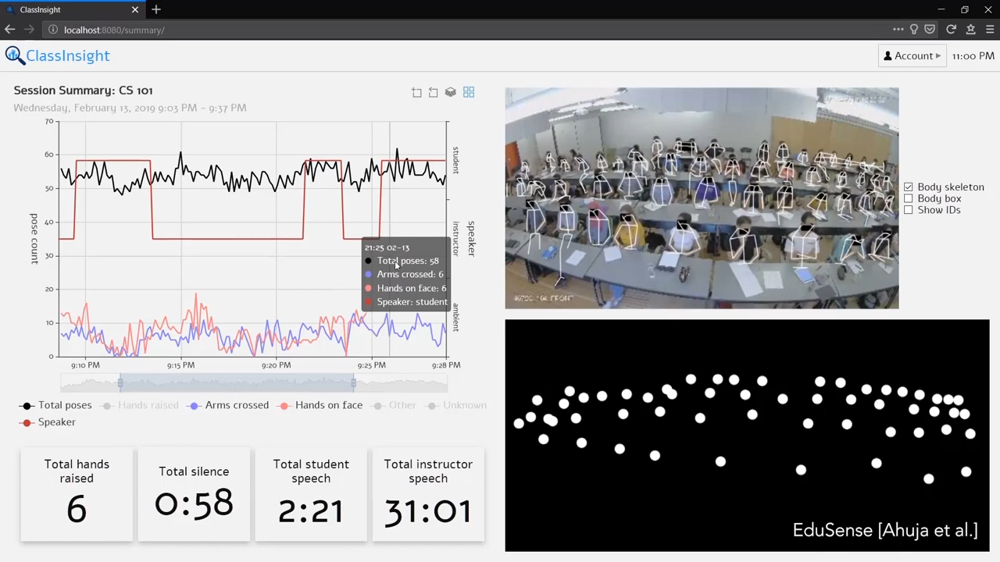 ClassInsight
localhost:8080/summary/
ClassInsight
Account
11:00 PM
Session Summary: CS 101
Wednesday, February 13, 2019 9:03 PM - 9:37 PM
70
60
50
40
30
20
10
0
pose count
student
instructor
ambient
speaker
21:25 02-13
Total poses: 58
Arms crossed: 6
Hands on face: 6
Speaker: student
9:10 PM
9:15 PM
9:20 PM
9:25 PM
9:28 PM
Total poses
Hands raised
Arms crossed
Hands on face
Other
Unknown
Speaker
Total hands
raised
6
Total silence
0:58
Total student
speech
2:21
Total instructor
speech
31:01
FRONT
Body skeleton
Body box
Show IDs
EduSense [Ahuja et al.]